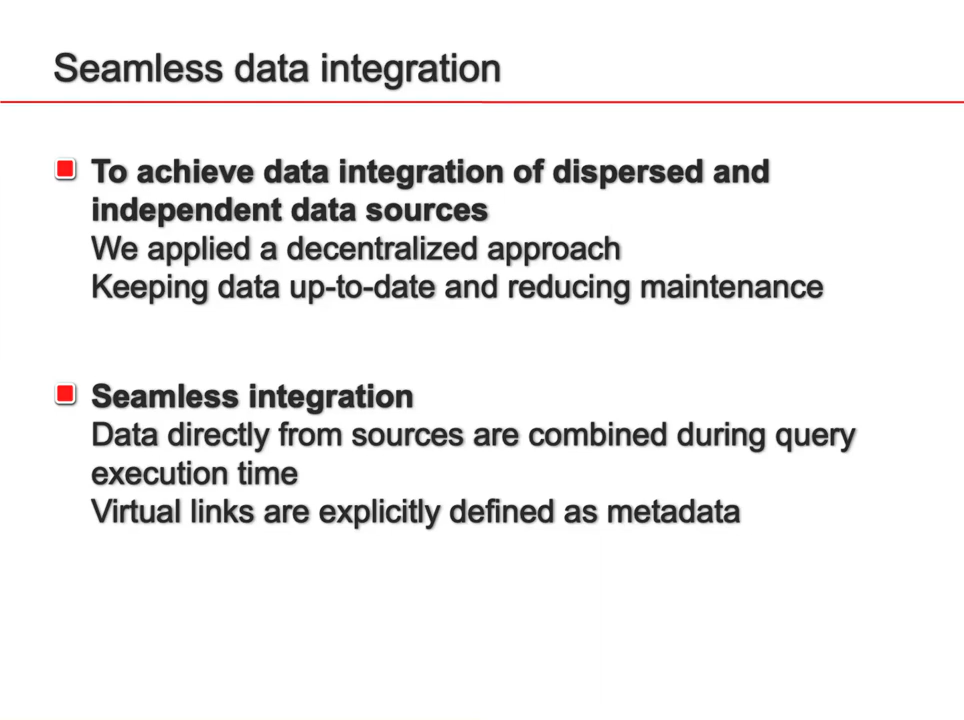 Seamless data integration
To achieve data integration of dispersed and
independent data sources
We applied a decentralized approach
Keeping data up-to-date and reducing maintenance
Seamless integration
Data directly from sources are combined during query
execution time
Virtual links are explicitly defined as metadata